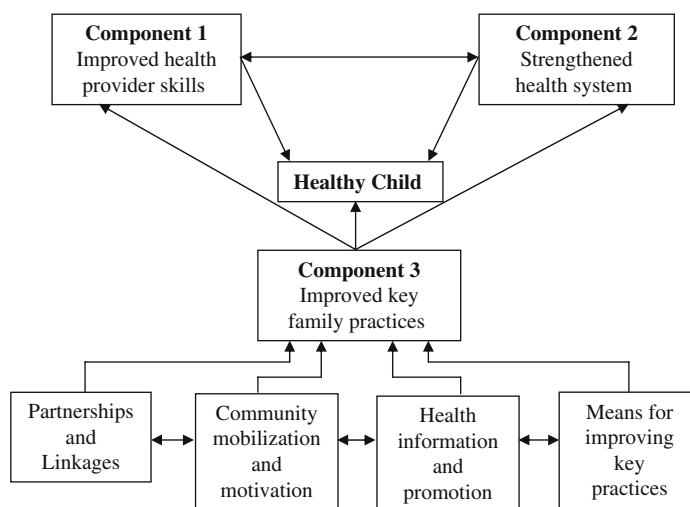 Component 1
Improved health
provider skills
Component 2
Strengthened
health system
Healthy Child
Component 3
Improved key
family practices
Partnerships
and
Linkages
Community
mobilization
and
motivation
Health
information
and
promotion
Means for
improving
key
practices